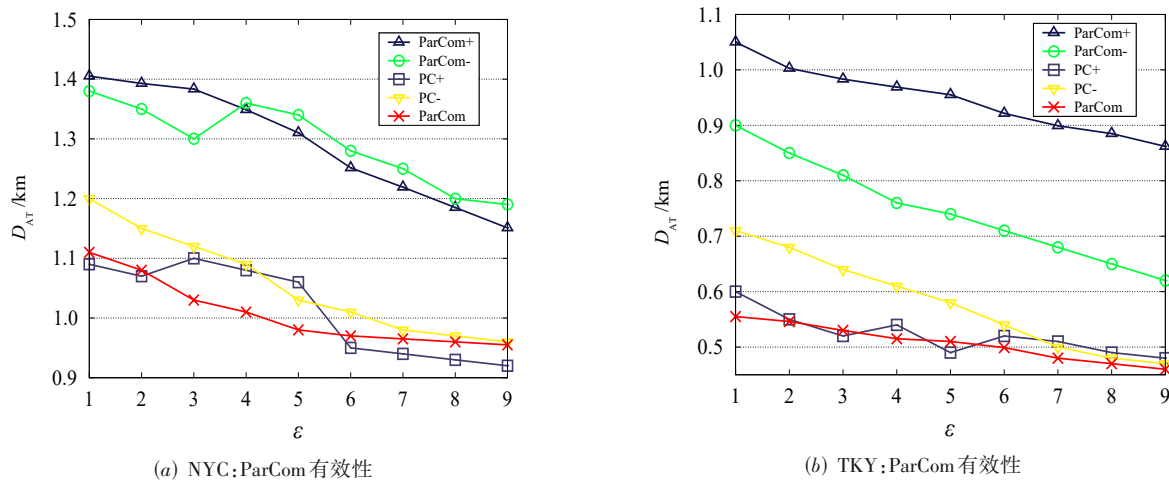 1.5
1.4
1.3
1.2
1.1
1.0
0.9
D_AT /km
ParCom+
ParCom-
PC+
PC-
ParCom
1 2 3 4 5 6 7 8 9
ε
(a) NYC:ParCom有效性
1.1
1.0
0.9
0.8
0.7
0.6
0.5
D_AT /km
ParCom+
ParCom-
PC+
PC-
ParCom
1 2 3 4 5 6 7 8 9
ε
(b) TKY:ParCom有效性